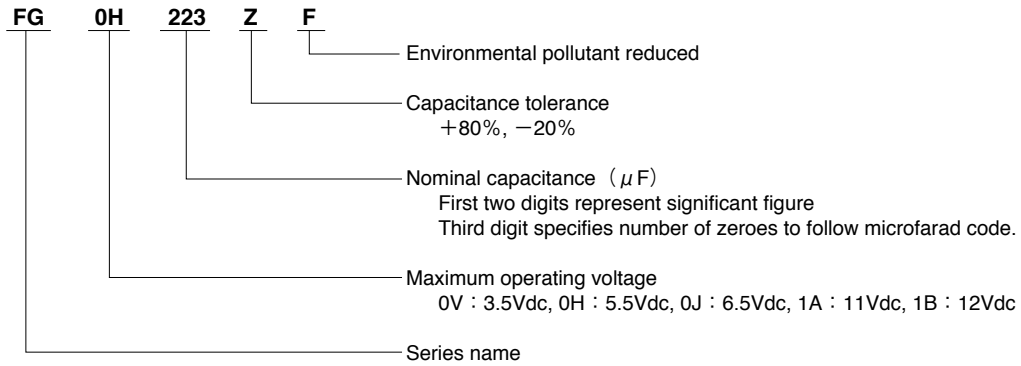 FG 0H 223 Z F
Environmental pollutant reduced
Capacitance tolerance
+80%, −20%
Nominal capacitance（μF）
First two digits represent significant figure
Third digit specifies number of zeroes to follow microfarad code.
Maximum operating voltage
0V：3.5Vdc, 0H：5.5Vdc, 0J：6.5Vdc, 1A：11Vdc, 1B：12Vdc
Series name